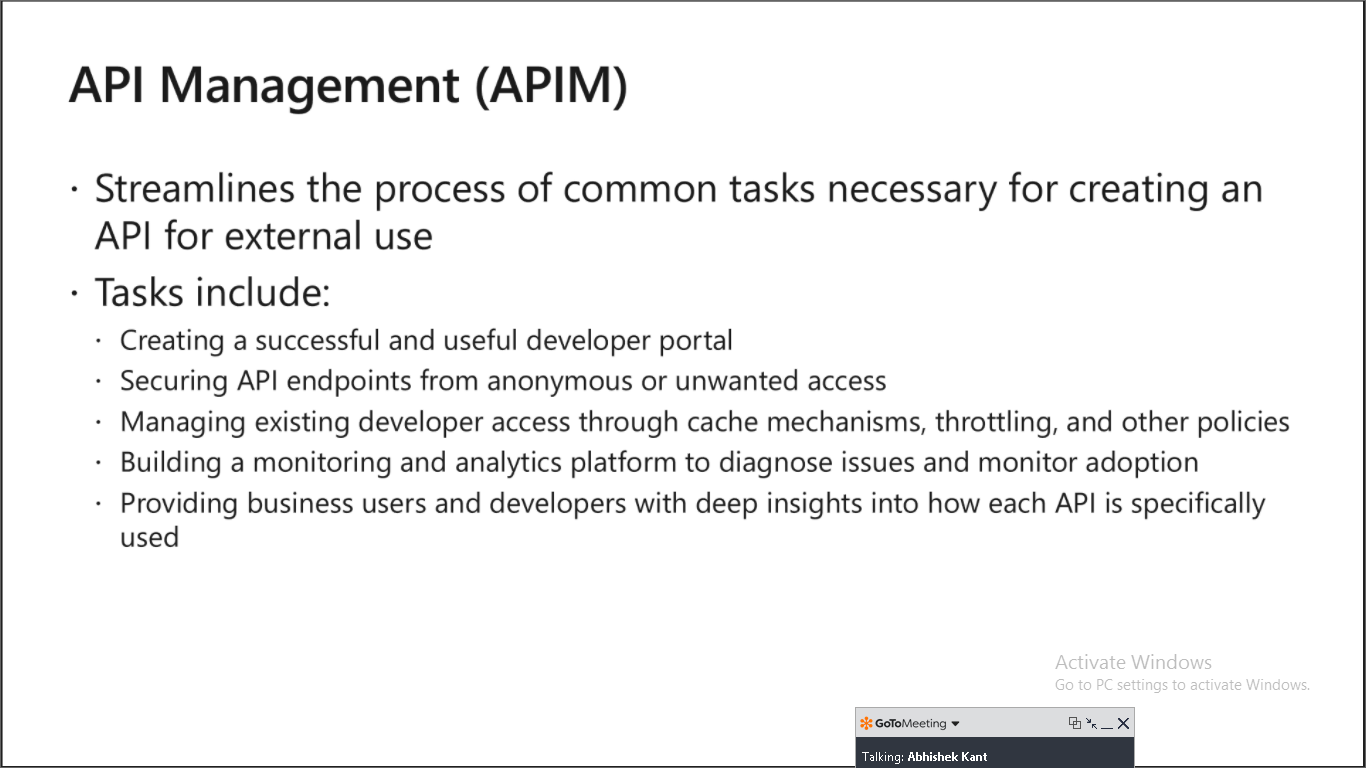 API Management (APIM)
· Streamlines the process of common tasks necessary for creating an
API for external use
· Tasks include:
· Creating a successful and useful developer portal
· Securing API endpoints from anonymous or unwanted access
· Managing existing developer access through cache mechanisms, throttling, and other policies
· Building a monitoring and analytics platform to diagnose issues and monitor adoption
· Providing business users and developers with deep insights into how each API is specifically
used
Activate Windows
Go to PC settings to activate Windows.
GoToMeeting
Talking: Abhishek Kant